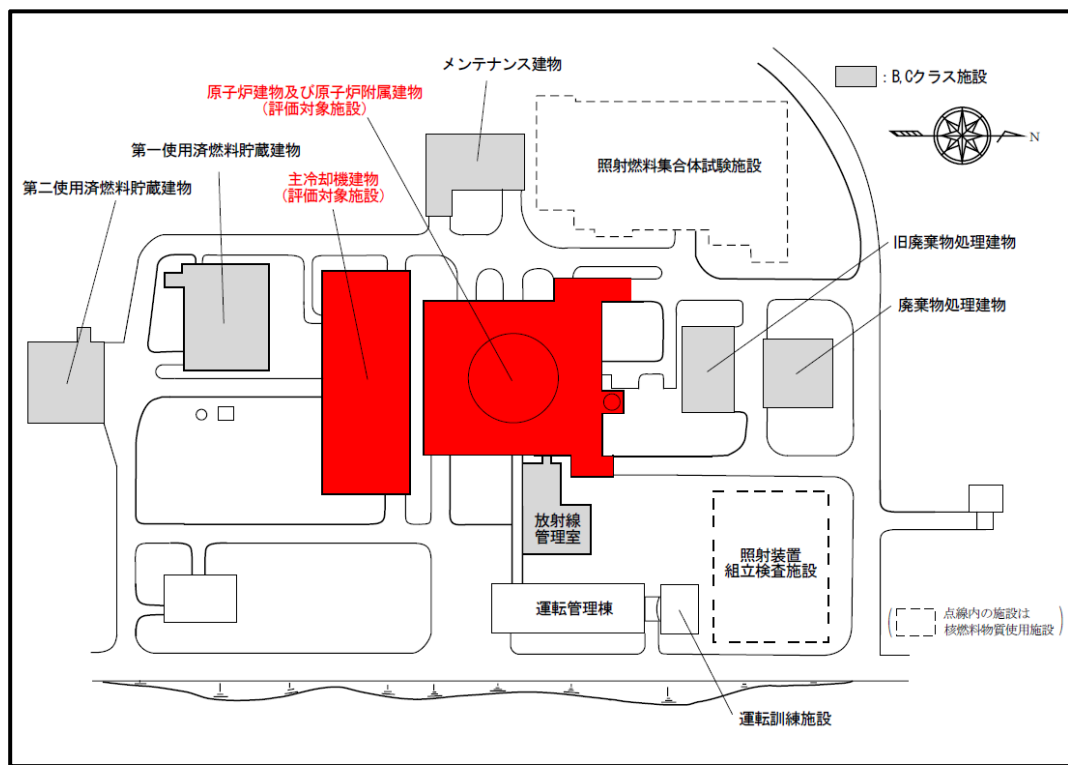 メンテナンス建物
: B,Cクラス施設
原子炉建物及び原子炉附属建物
(評価対象施設)
N
第一使用済燃料貯蔵建物
照射燃料集合体試験施設
第二使用済燃料貯蔵建物
主冷却機建物
(評価対象施設)
旧廃棄物処理建物
廃棄物処理建物
放射線
管理室
照射装置
組立検査施設
運転管理棟
点線内の施設は
核燃料物質使用施設
運転訓練施設